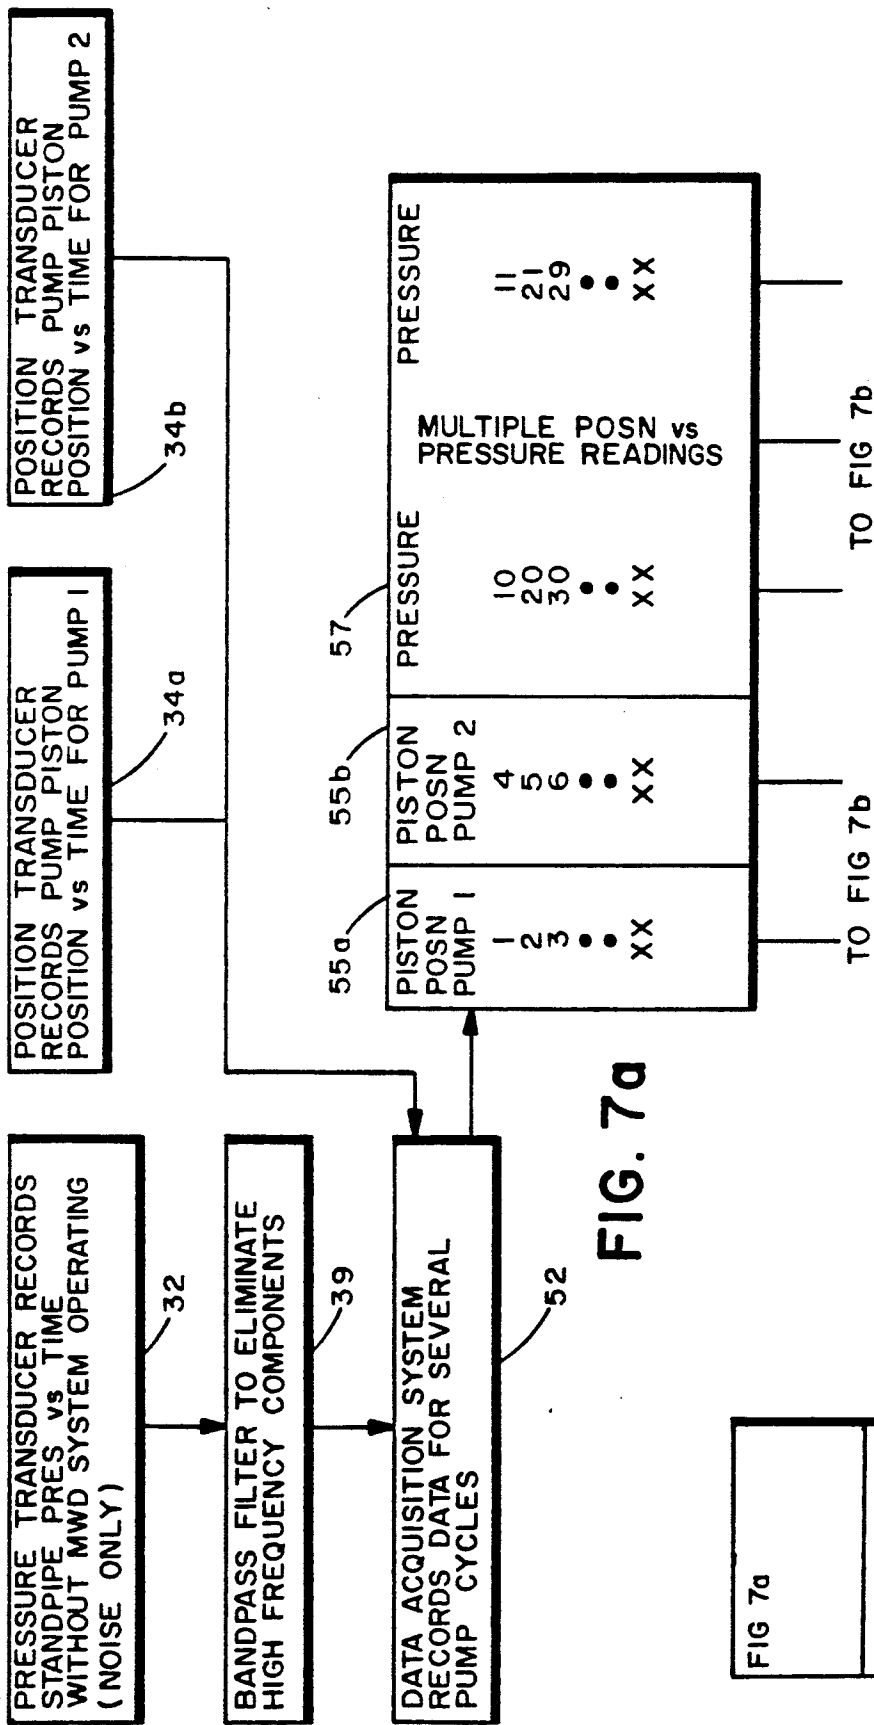 PRESSURE TRANSDUCER RECORDS
STANDPIPE PRES vs TIME
WITHOUT MWD SYSTEM OPERATING
(NOISE ONLY)
32
BANDPASS FILTER TO ELIMINATE
HIGH FREQUENCY COMPONENTS
39
DATA ACQUISITION SYSTEM
RECORDS DATA FOR SEVERAL
PUMP CYCLES
52
POSITION TRANSDUCER
RECORDS PUMP PISTON
POSITION vs TIME FOR PUMP 1
34a
POSITION TRANSDUCER
RECORDS PUMP PISTON
POSITION vs TIME FOR PUMP 2
34b
55a
PISTON
POSN
PUMP 1
1
2
3
••
XX
55b
PISTON
POSN
PUMP 2
4
5
6
••
XX
57
PRESSURE
10
20
30
••
XX
MULTIPLE POSN vs
PRESSURE READINGS
PRESSURE
11
21
29
••
XX
TO FIG 7b
TO FIG 7b
FIG. 7a
FIG 7a